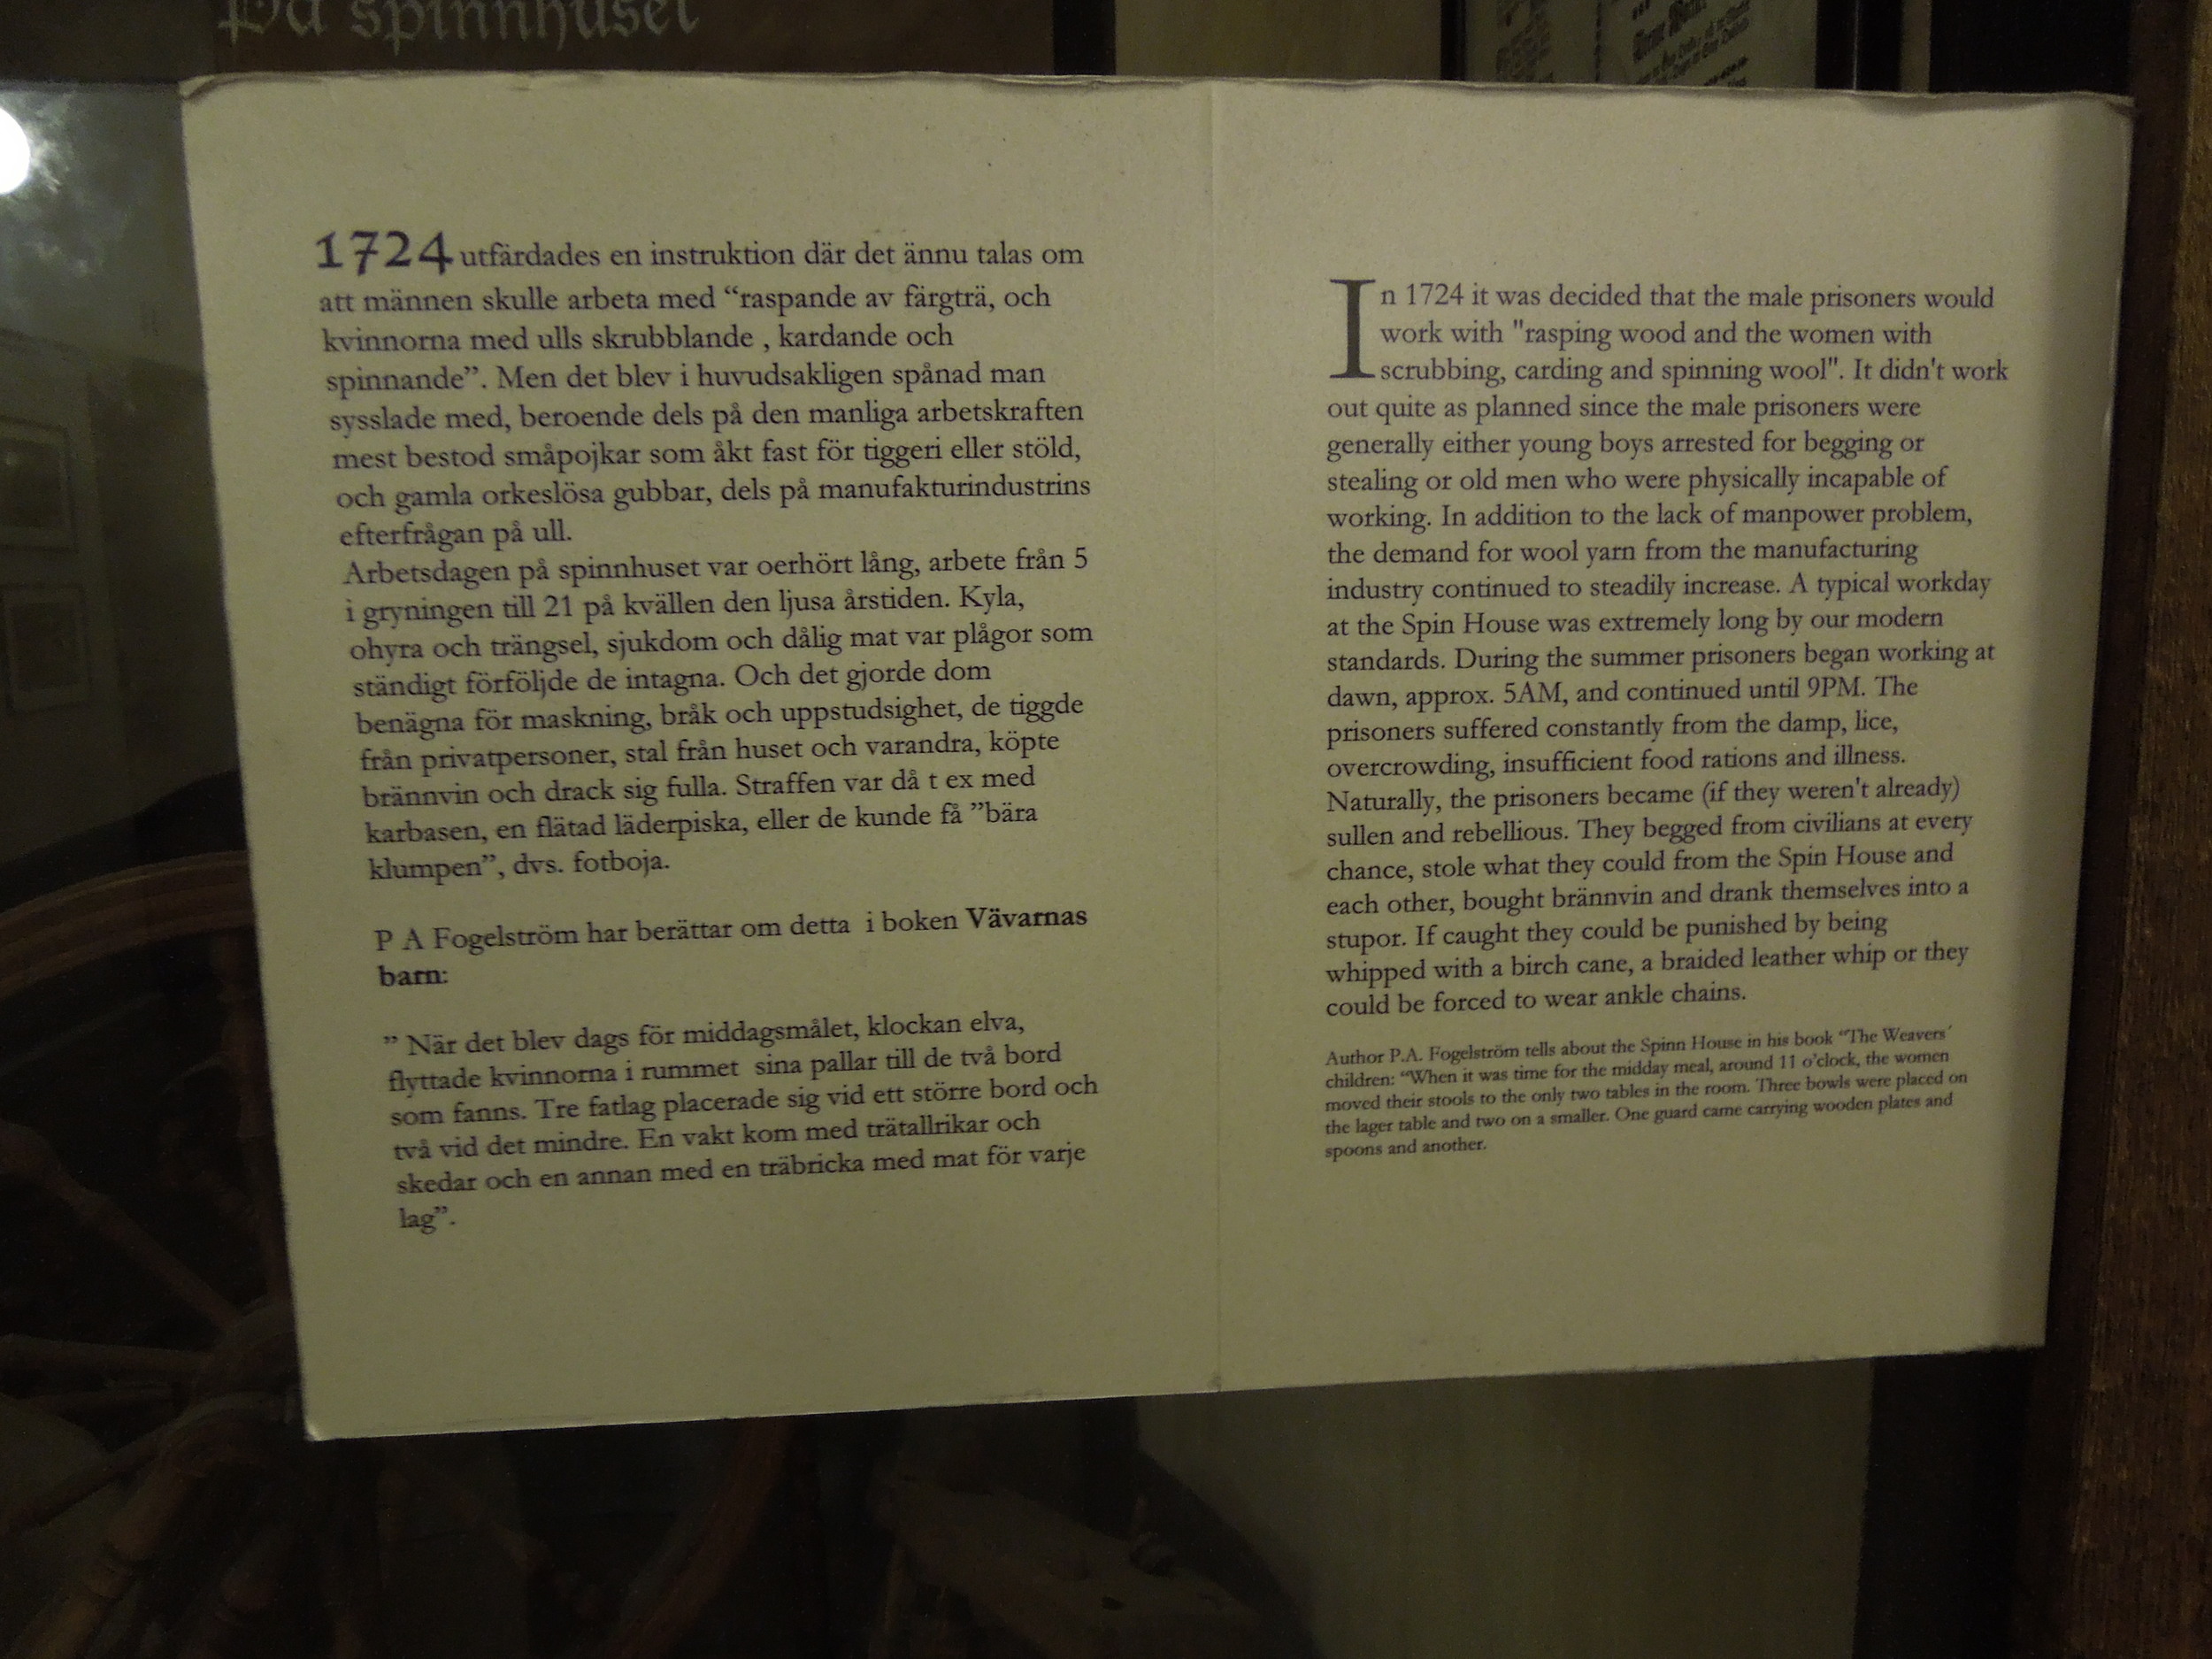 På spinnhuset
1724 utfärdades en instruktion där det ännu talas om
att männen skulle arbeta med “raspande av färgträ, och
kvinnorna med ulls skrubblande , kardande och
spinnande”. Men det blev i huvudsakligen spånad man
sysslade med, beroende dels på den manliga arbetskraften
mest bestod småpojkar som åkt fast för tiggeri eller stöld,
och gamla orkeslösa gubbar, dels på manufakturindustrins
efterfrågan på ull.
Arbetsdagen på spinnhuset var oerhört lång, arbete från 5
i gryningen till 21 på kvällen den ljusa årstiden. Kyla,
ohyra och trängsel, sjukdom och dålig mat var plågor som
ständigt förföljde de intagna. Och det gjorde dom
benägna för maskning, bråk och uppstudsighet, de tiggde
från privatpersoner, stal från huset och varandra, köpte
brännvin och drack sig fulla. Straffen var då t ex med
karbasen, en flätad läderpiska, eller de kunde få ”bära
klumpen”, dvs. fotboja.
P A Fogelström har berättar om detta i boken Vävarnas
barn:
” När det blev dags för middagsmålet, klockan elva,
flyttade kvinnorna i rummet sina pallar till de två bord
som fanns. Tre fatlag placerade sig vid ett större bord och
två vid det mindre. En vakt kom med trätallrikar och
skedar och en annan med en träbricka med mat för varje
lag”.
In 1724 it was decided that the male prisoners would
work with "rasping wood and the women with
scrubbing, carding and spinning wool". It didn't work
out quite as planned since the male prisoners were
generally either young boys arrested for begging or
stealing or old men who were physically incapable of
working. In addition to the lack of manpower problem,
the demand for wool yarn from the manufacturing
industry continued to steadily increase. A typical workday
at the Spin House was extremely long by our modern
standards. During the summer prisoners began working at
dawn, approx. 5AM, and continued until 9PM. The
prisoners suffered constantly from the damp, lice,
overcrowding, insufficient food rations and illness.
Naturally, the prisoners became (if they weren't already)
sullen and rebellious. They begged from civilians at every
chance, stole what they could from the Spin House and
each other, bought brännvin and drank themselves into a
stupor. If caught they could be punished by being
whipped with a birch cane, a braided leather whip or they
could be forced to wear ankle chains.
Author P.A. Fogelström tells about the Spinn House in his book “The Weavers´
children: “When it was time for the midday meal, around 11 o’clock, the women
moved their stools to the only two tables in the room. Three bowls were placed on
the lager table and two on a smaller. One guard came carrying wooden plates and
spoons and another.